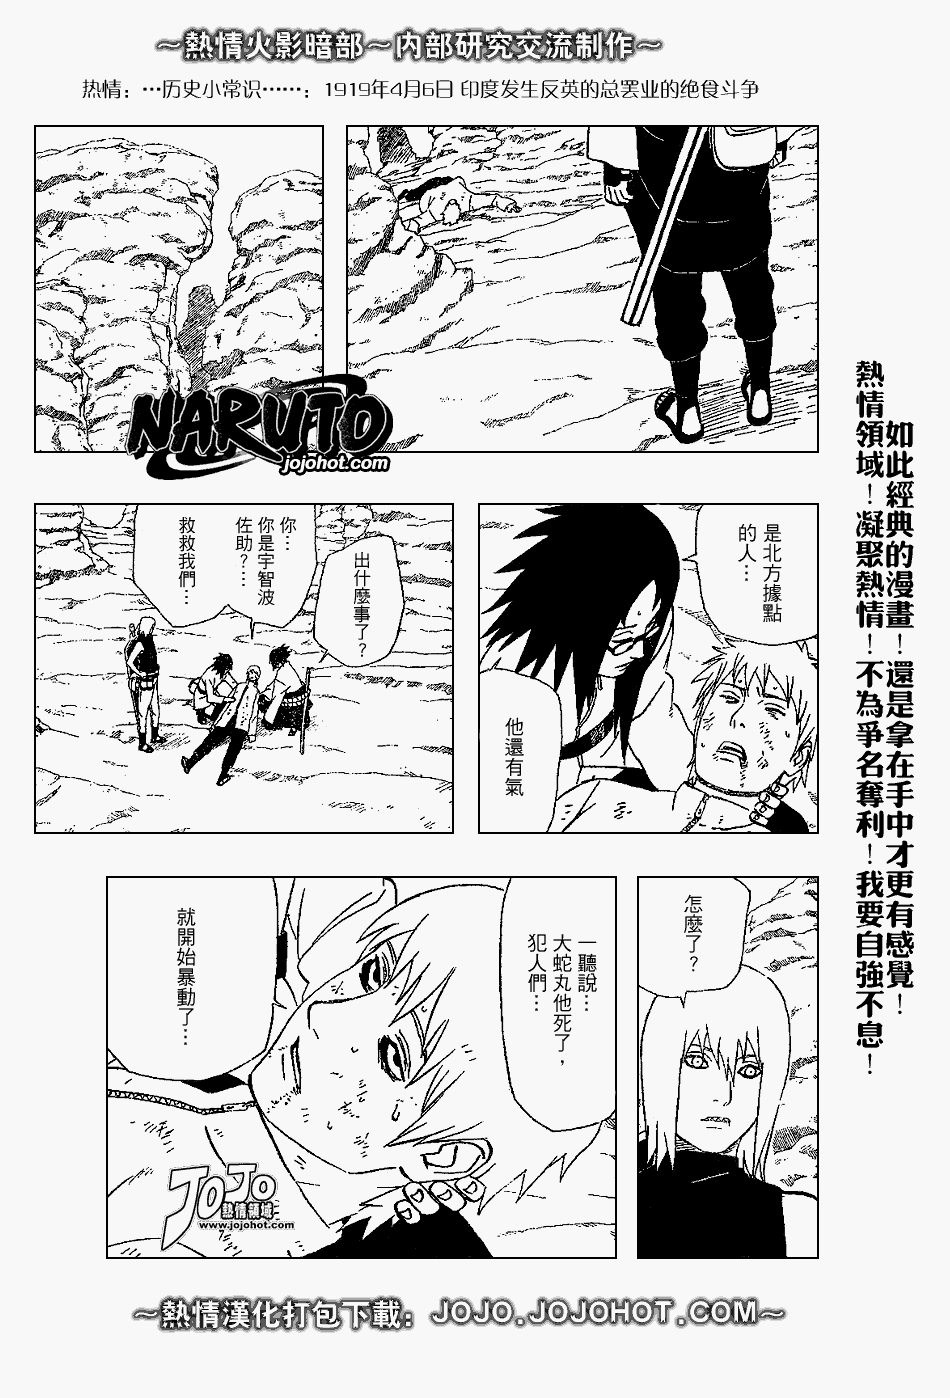 ～熱情火影暗部～内部研究交流制作～
热情：…历史小常识……：1919年4月6日 印度发生反英的总罢业的绝食斗争
NARUTO
jojohot.com
如此經典的漫畫！還是拿在手中才更有感覺！
熱情領域！凝聚熱情！不為爭名奪利！我要自強不息！
是北方據點
的人…
他還有氣
出什麼事了？
你…
你是宇智波
佐助？…
救救我們…
怎麼了？
一聽說…
大蛇丸他死了，
犯人們…
就開始暴動了…
JOJO
熱情領域
www.jojohot.com
～熱情漢化打包下載：JOJO.JOJOHOT.COM～